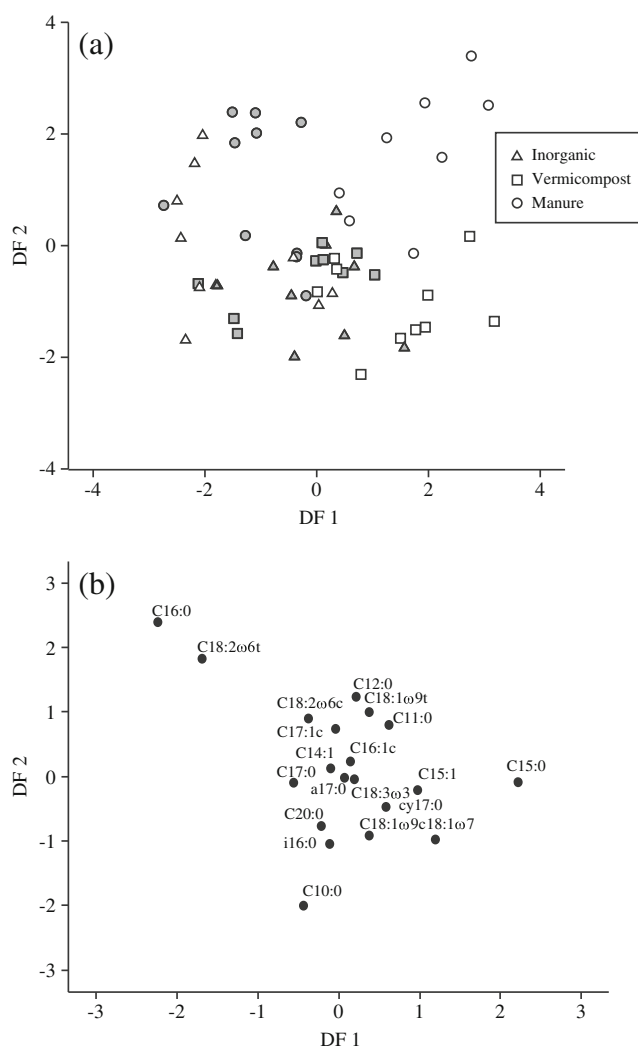 (a)
4
2
0
-2
-4
DF 2
-4 -2 0 2 4
DF 1
Inorganic
Vermicompost
Manure
(b)
3
2
1
0
-1
-2
-3
DF 2
C16:0
C18:2ω6t
C12:0
C18:2ω6c C18:1ω9t
C17:1c C11:0
C14:1 C16:1c
C17:0 C15:1 C15:0
a17:0 C18:3ω3
cy17:0
C20:0 C18:1ω9c18:1ω7
i16:0
C10:0
-3 -2 -1 0 1 2 3
DF 1